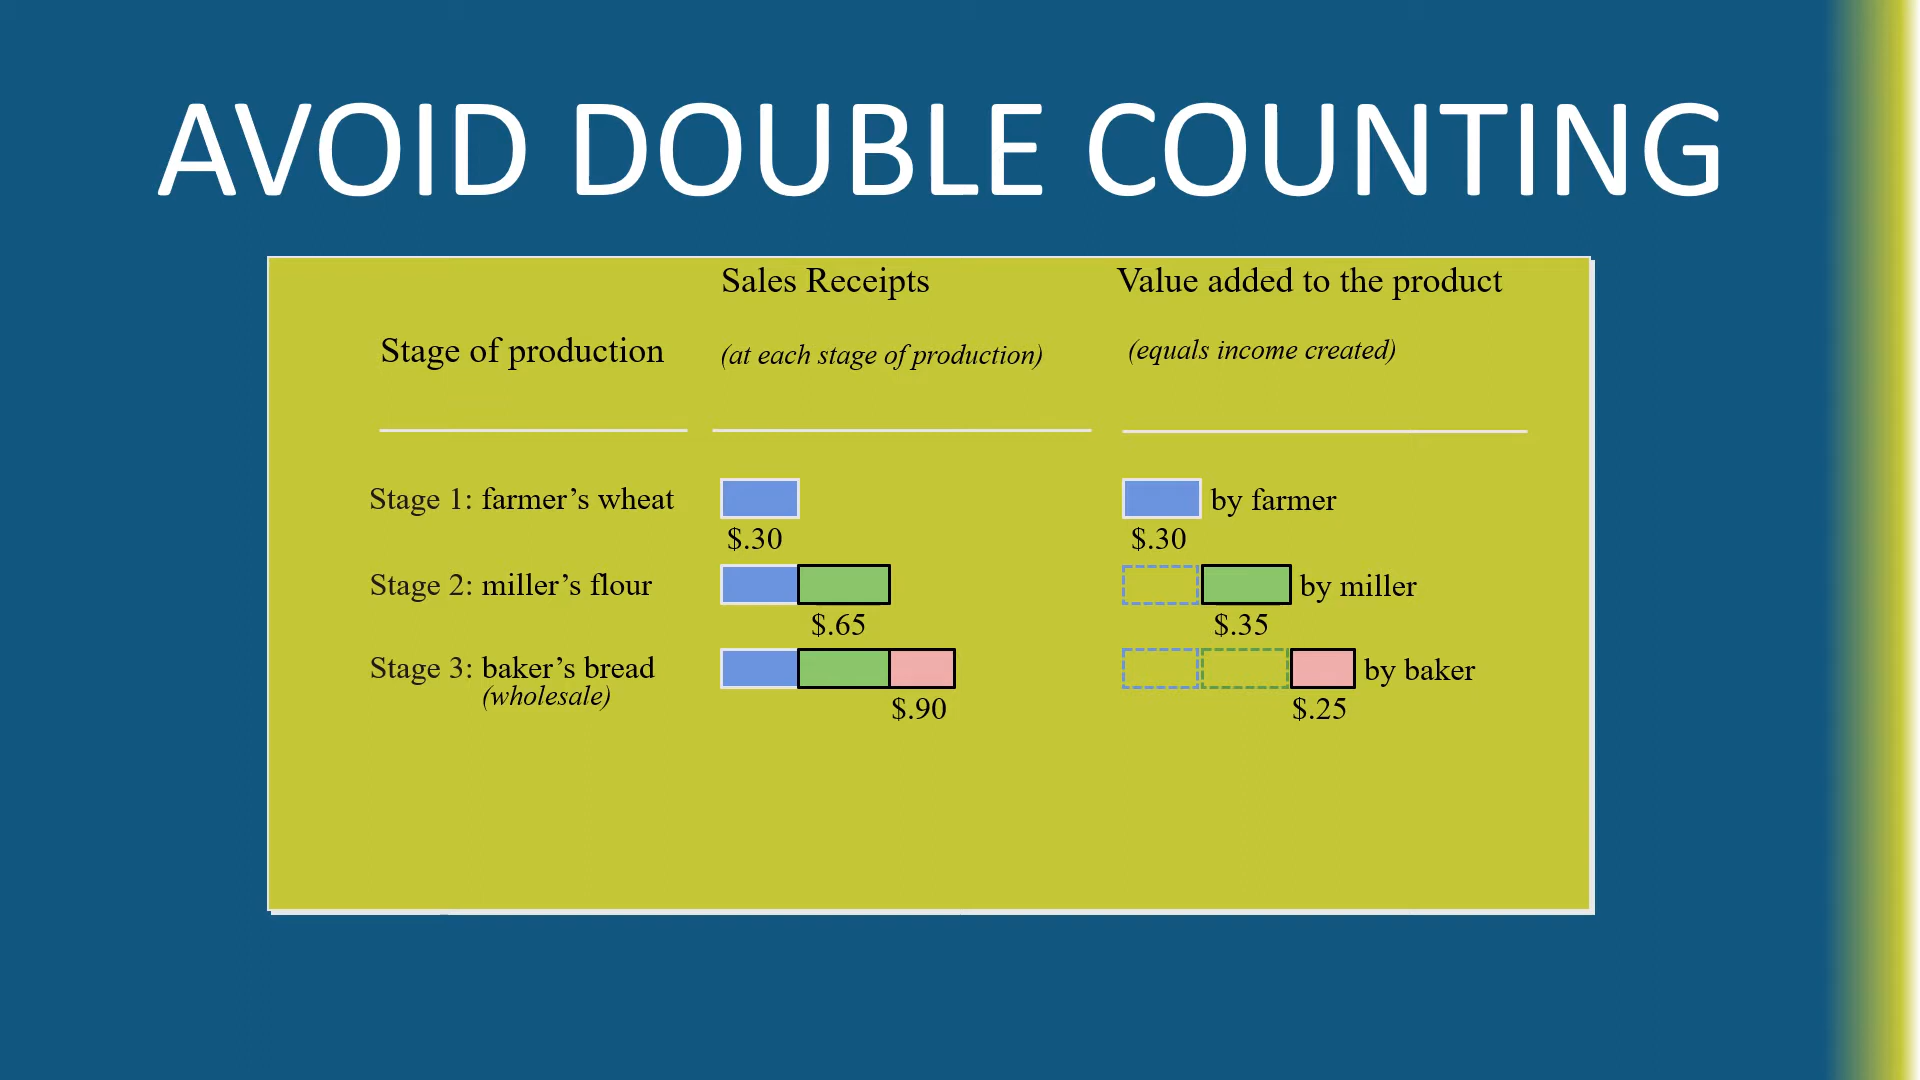 AVOID DOUBLE COUNTING
Sales Receipts
Value added to the product
Stage of production
(at each stage of production)
(equals income created)
Stage 1: farmer’s wheat
by farmer
$.30
$.30
Stage 2: miller’s flour
by miller
$.65
$.35
Stage 3: baker’s bread
by baker
(wholesale)
$.90
$.25